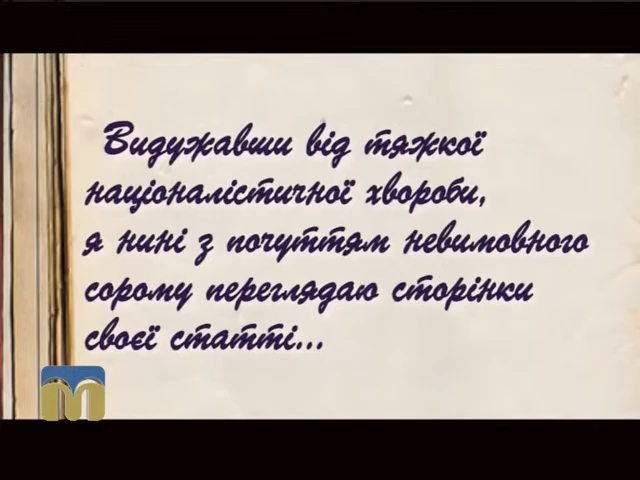 Видужавши від тяжкої
націоналістичної хвороби,
я нині з почуттям невимовного
сорому переглядаю сторінки
своєї статті...